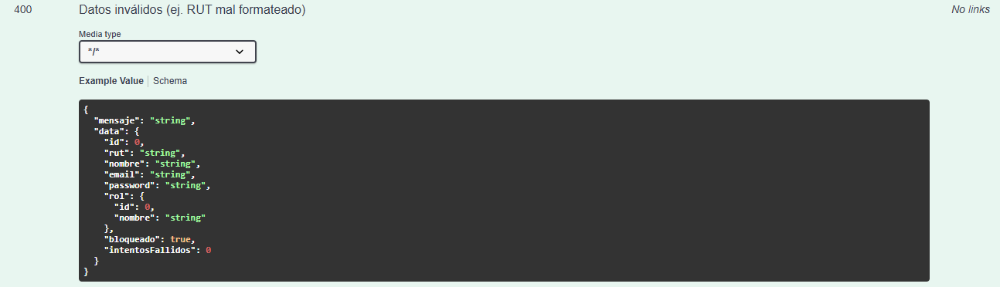 400 Datos inválidos (ej. RUT mal formateado) No links
Media type
*/*
Example Value Schema
{
  "mensaje": "string",
  "data": {
    "id": 0,
    "rut": "string",
    "nombre": "string",
    "email": "string",
    "password": "string",
    "rol": {
      "id": 0,
      "nombre": "string"
    },
    "bloqueado": true,
    "intentosFallidos": 0
  }
}